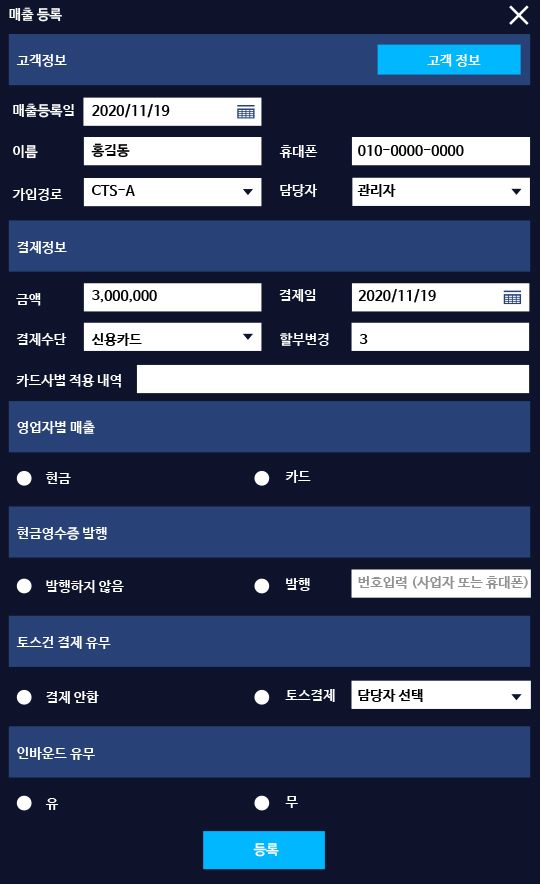 매출 등록
고객정보
고객 정보
매출등록일 2020/11/19
이름 홍길동 휴대폰 010-0000-0000
가입경로 CTS-A 담당자 관리자
결제정보
금액 3,000,000 결제일 2020/11/19
결제수단 신용카드 할부변경 3
카드사별 적용 내역
영업자별 매출
현금 카드
현금영수증 발행
발행하지 않음 발행 번호입력 (사업자 또는 휴대폰)
토스건 결제 유무
결제 안함 토스결제 담당자 선택
인바운드 유무
유 무
등록